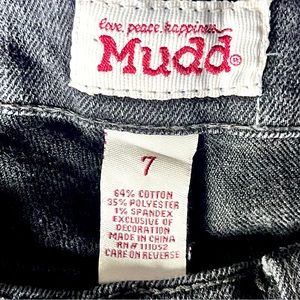 love. peace. happiness.
Mudd®
7
64% COTTON
35% POLYESTER
1% SPANDEX
EXCLUSIVE OF
DECORATION
MADE IN CHINA
RN# 111052
CARE ON REVERSE